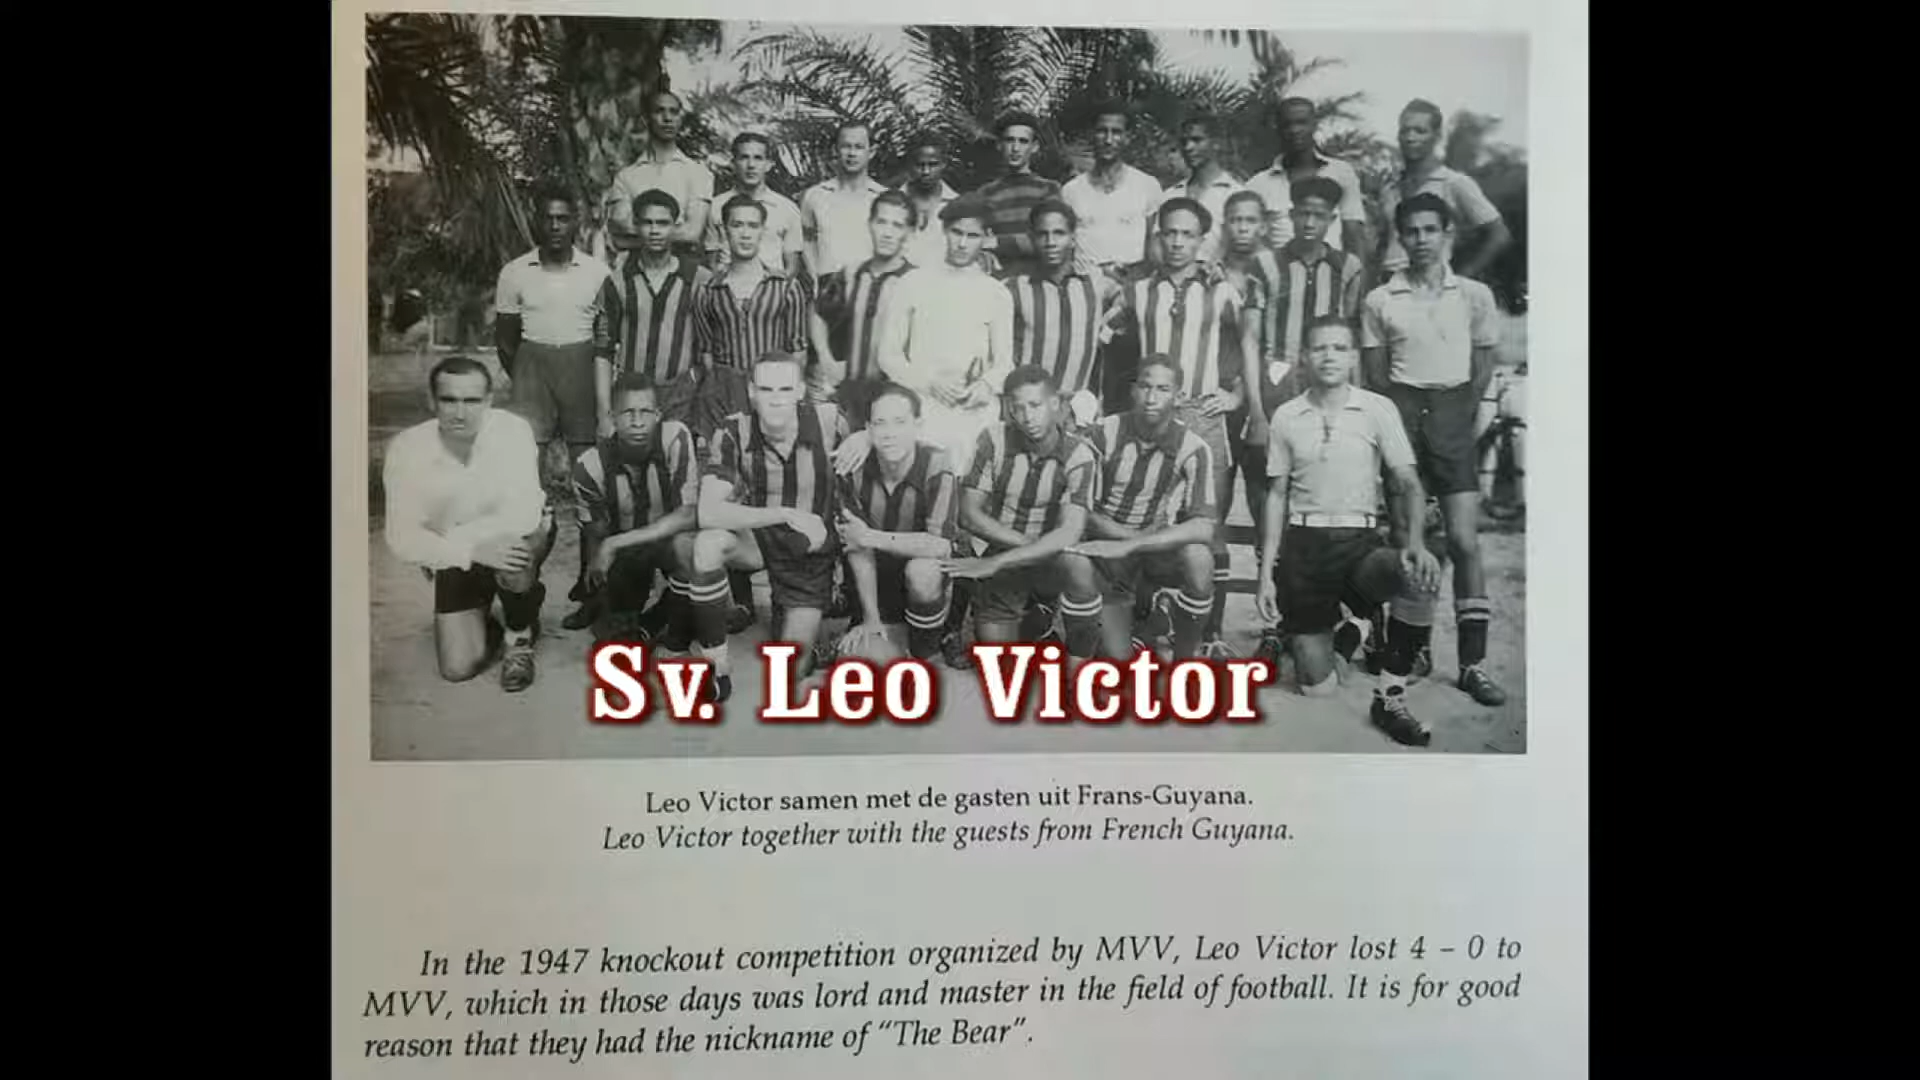 Sv. Leo Victor
Leo Victor samen met de gasten uit Frans-Guyana.
Leo Victor together with the guests from French Guyana.
In the 1947 knockout competition organized by MVV, Leo Victor lost 4 – 0 to
MVV, which in those days was lord and master in the field of football. It is for good
reason that they had the nickname of “The Bear”.